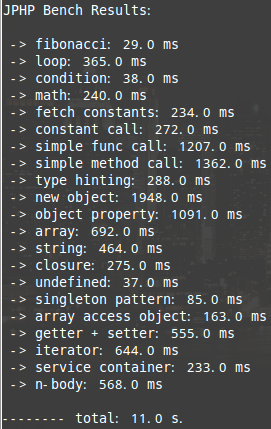 JPHP Bench Results:
-> fibonacci: 29.0 ms
-> loop: 365.0 ms
-> condition: 38.0 ms
-> math: 240.0 ms
-> fetch constants: 234.0 ms
-> constant call: 272.0 ms
-> simple func call: 1207.0 ms
-> simple method call: 1362.0 ms
-> type hinting: 288.0 ms
-> new object: 1948.0 ms
-> object property: 1091.0 ms
-> array: 692.0 ms
-> string: 464.0 ms
-> closure: 275.0 ms
-> undefined: 37.0 ms
-> singleton pattern: 85.0 ms
-> array access object: 163.0 ms
-> getter + setter: 555.0 ms
-> iterator: 644.0 ms
-> service container: 233.0 ms
-> n-body: 568.0 ms
-------- total: 11.0 s.